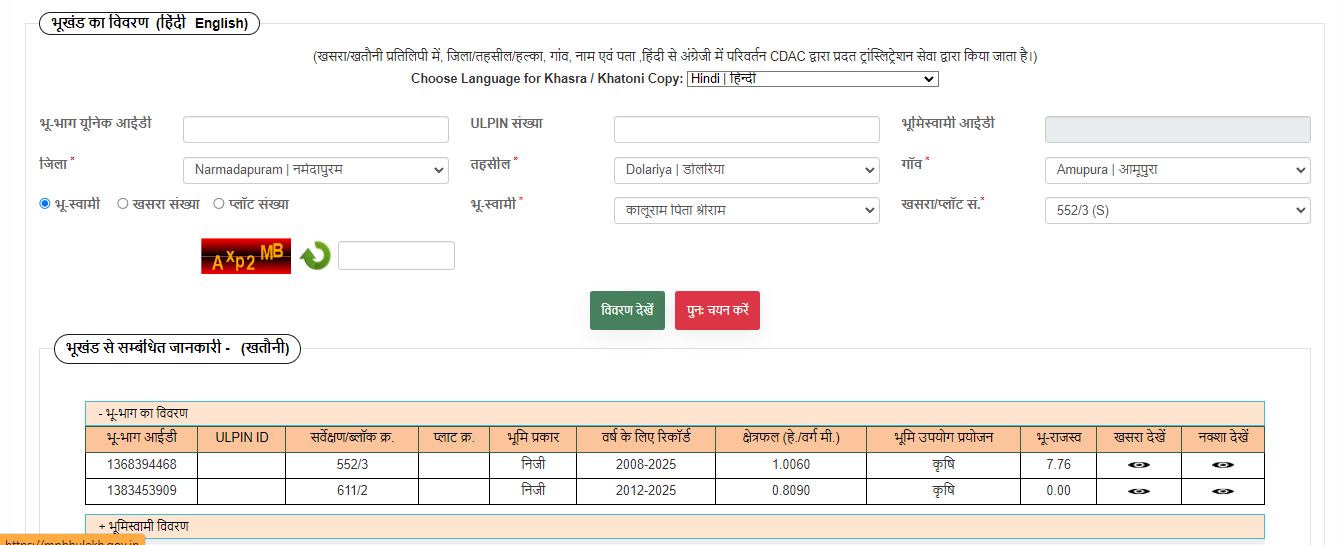 भूखंड का विवरण (हिंदी English)
(खसरा/खतौनी प्रतिलिपी में, जिला/तहसील/हल्का, गांव, नाम एवं पता ,हिंदी से अंग्रेजी में परिवर्तन CDAC द्वारा प्रदत ट्रांस्लिट्रेशन सेवा द्वारा किया जाता है।)
Choose Language for Khasra / Khatoni Copy: Hindi | हिन्दी
भू-भाग यूनिक आईडी ULPIN संख्या भूमिस्वामी आईडी
जिला * Narmadapuram | नर्मदापुरम तहसील * Dolariya | डोलरिया गाँव * Amupura | आमूपुरा
भू-स्वामी खसरा संख्या प्लॉट संख्या भू-स्वामी * कालूराम पिता श्रीराम खसरा/प्लॉट सं.* 552/3 (S)
Axp2MB
विवरण देखें पुनः चयन करें
भूखंड से सम्बंधित जानकारी - (खतौनी)
- भू-भाग का विवरण
भू-भाग आईडी ULPIN ID सर्वेक्षण/ब्लॉक क्र. प्लाट क्र. भूमि प्रकार वर्ष के लिए रिकॉर्ड क्षेत्रफल (हे./वर्ग मी.) भूमि उपयोग प्रयोजन भू-राजस्व खसरा देखें नक्शा देखें
1368394468 552/3 निजी 2008-2025 1.0060 कृषि 7.76
1383453909 611/2 निजी 2012-2025 0.8090 कृषि 0.00
+ भूमिस्वामी विवरण
https://mpbhulekh.gov.in